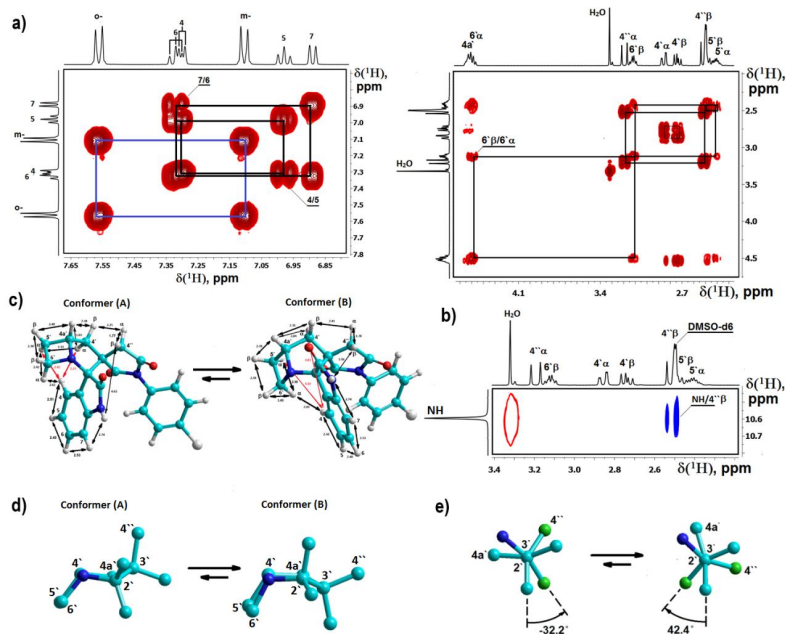 a)
o-
m-
6
4
5
7
δ(¹H),
ppm
7/6
7
5
m-
4
6
o-
4/5
6.9
7.0
7.1
7.2
7.3
7.4
7.5
7.6
7.7
7.8
7.65
7.55
7.45
7.35
7.25
7.15
7.05
6.95
6.85
δ(¹H), ppm
H₂O
4a`
6`α
4``α
6`β
4`α
4`β
4``β
5`β
5`α
δ(¹H),
ppm
H₂O
6`β/6`α
2.5
3.0
3.5
4.0
4.5
4.1
3.4
2.7
δ(¹H), ppm
c)
Conformer (A)
Conformer (B)
b)
H₂O
DMSO-d6
4``α
6`β
4`α
4`β
4``β
5`β
5`α
δ(¹H),
ppm
NH
NH/4``β
10.6
10.7
3.4
3.2
3.0
2.8
2.6
2.4
δ(¹H), ppm
d)
Conformer (A)
Conformer (B)
4``
4`
4a`
3`
2`
5`
6`
4`
4a`
4``
3`
2`
5`
6`
e)
4``
3`
4a`
2`
-32.2°
4a`
3`
4``
2`
42.4°